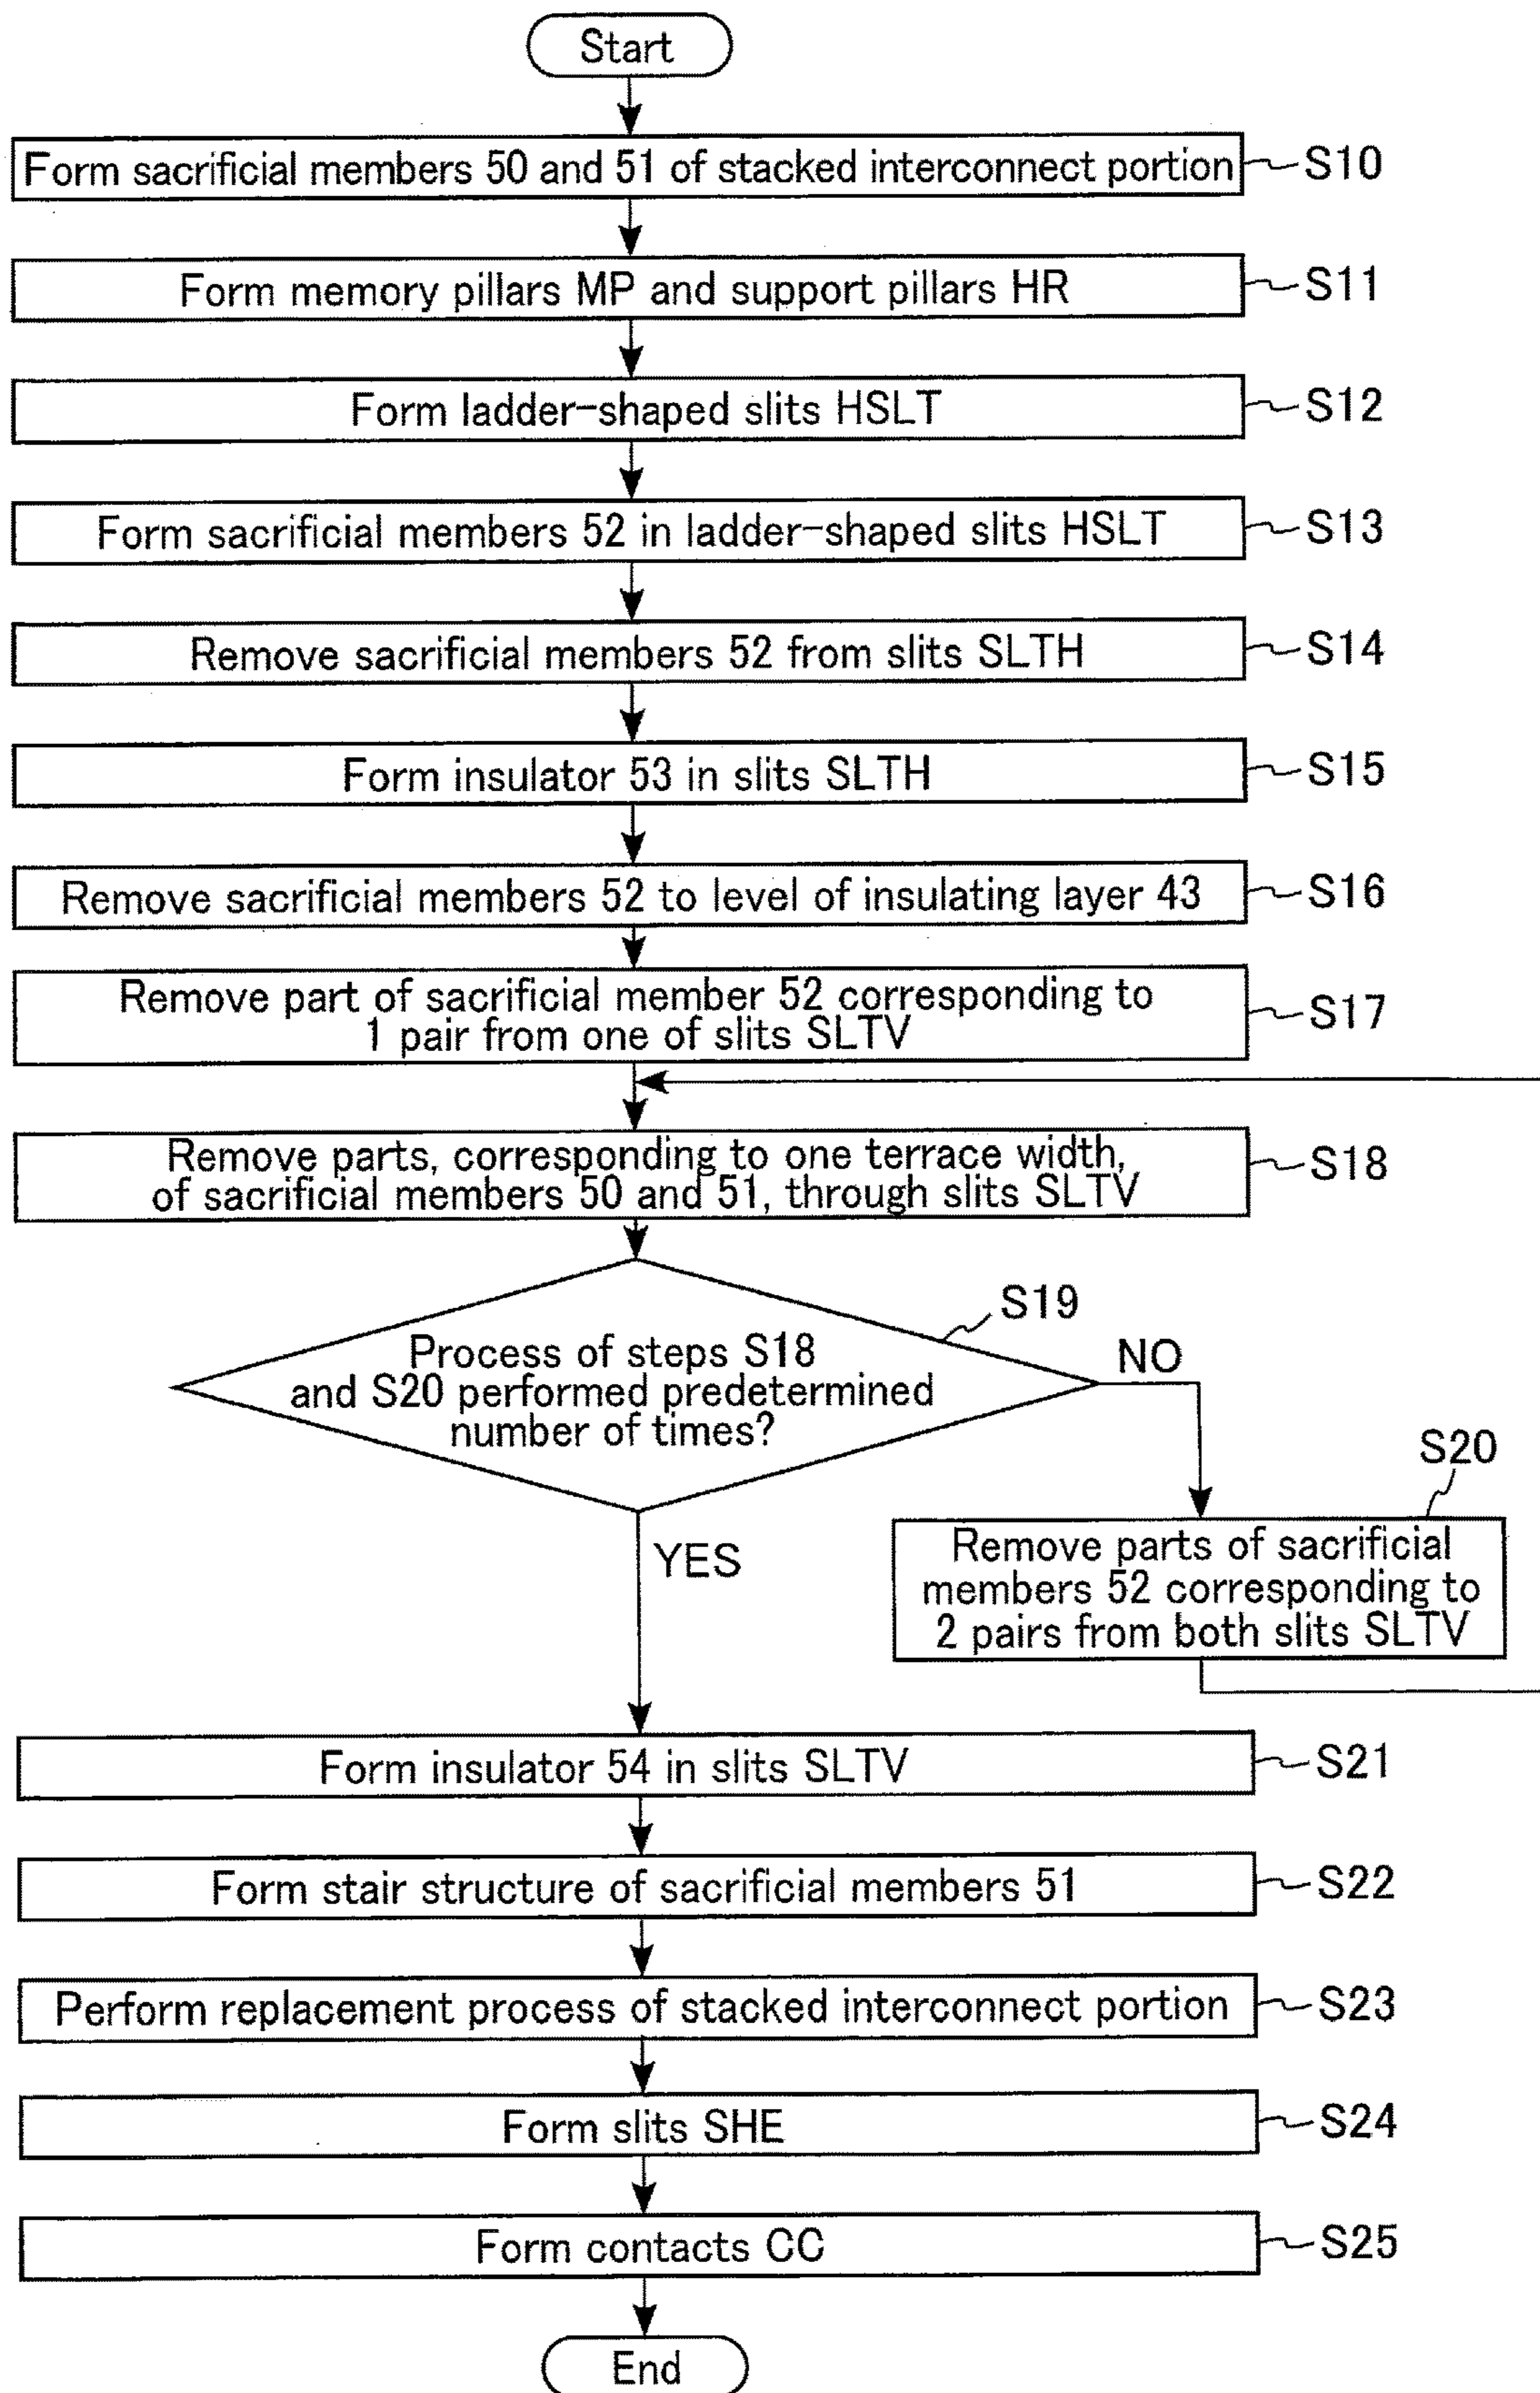 Start
Form sacrificial members 50 and 51 of stacked interconnect portion
S10
Form memory pillars MP and support pillars HR
S11
Form ladder-shaped slits HSLT
S12
Form sacrificial members 52 in ladder-shaped slits HSLT
S13
Remove sacrificial members 52 from slits SLTH
S14
Form insulator 53 in slits SLTH
S15
Remove sacrificial members 52 to level of insulating layer 43
S16
Remove part of sacrificial member 52 corresponding to
1 pair from one of slits SLTV
S17
Remove parts, corresponding to one terrace width,
of sacrificial members 50 and 51, through slits SLTV
S18
Process of steps S18
and S20 performed predetermined
number of times?
S19
NO
YES
S20
Remove parts of sacrificial
members 52 corresponding to
2 pairs from both slits SLTV
Form insulator 54 in slits SLTV
S21
Form stair structure of sacrificial members 51
S22
Perform replacement process of stacked interconnect portion
S23
Form slits SHE
S24
Form contacts CC
S25
End